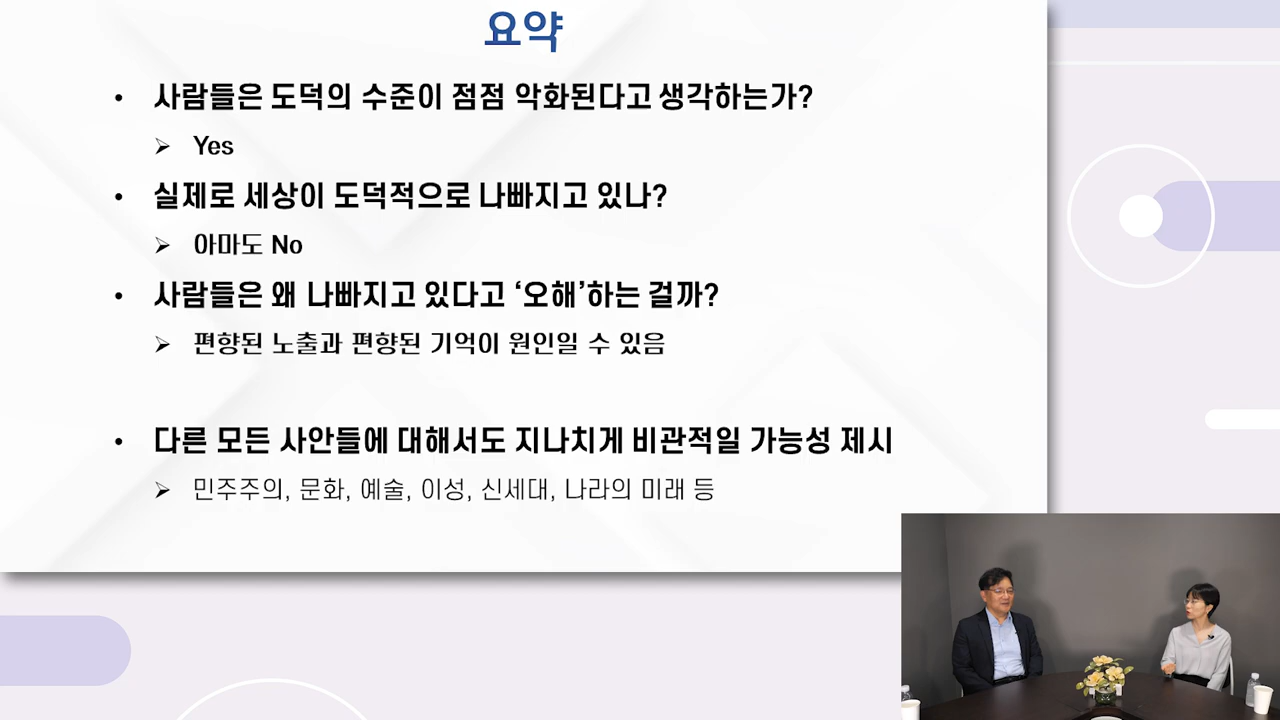 요약
• 사람들은 도덕의 수준이 점점 악화된다고 생각하는가?
➢ Yes
• 실제로 세상이 도덕적으로 나빠지고 있나?
➢ 아마도 No
• 사람들은 왜 나빠지고 있다고 ‘오해’하는 걸까?
➢ 편향된 노출과 편향된 기억이 원인일 수 있음
• 다른 모든 사안들에 대해서도 지나치게 비관적일 가능성 제시
➢ 민주주의, 문화, 예술, 이성, 신세대, 나라의 미래 등